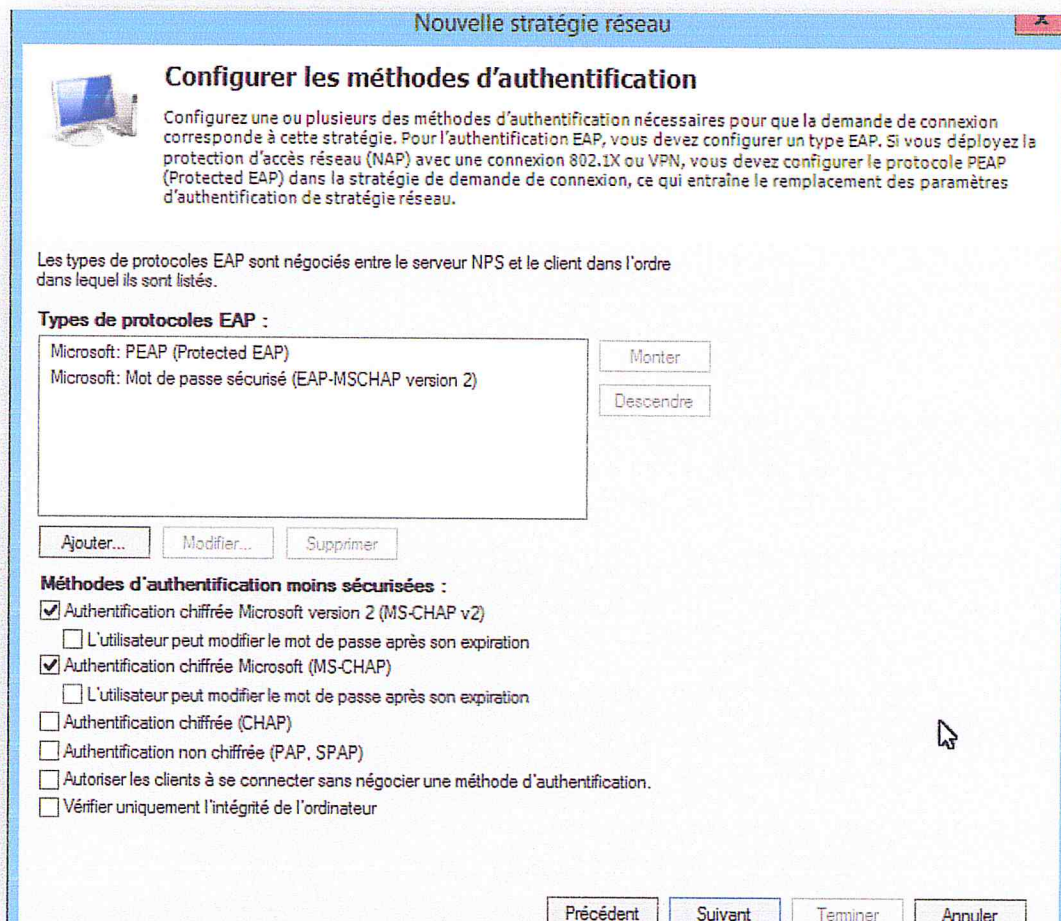 Nouvelle stratégie réseau
x
Configurer les méthodes d'authentification
Configurez une ou plusieurs des méthodes d'authentification nécessaires pour que la demande de connexion
corresponde à cette stratégie. Pour l'authentification EAP, vous devez configurer un type EAP. Si vous déployez la
protection d'accès réseau (NAP) avec une connexion 802.1X ou VPN, vous devez configurer le protocole PEAP
(Protected EAP) dans la stratégie de demande de connexion, ce qui entraîne le remplacement des paramètres
d'authentification de stratégie réseau.
Les types de protocoles EAP sont négociés entre le serveur NPS et le client dans l'ordre
dans lequel ils sont listés.
Types de protocoles EAP :
Microsoft: PEAP (Protected EAP)
Microsoft: Mot de passe sécurisé (EAP-MSCHAP version 2)
Monter
Descendre
Ajouter... Modifier... Supprimer
Méthodes d'authentification moins sécurisées :
Authentification chiffrée Microsoft version 2 (MS-CHAP v2)
L'utilisateur peut modifier le mot de passe après son expiration
Authentification chiffrée Microsoft (MS-CHAP)
L'utilisateur peut modifier le mot de passe après son expiration
Authentification chiffrée (CHAP)
Authentification non chiffrée (PAP, SPAP)
Autoriser les clients à se connecter sans négocier une méthode d'authentification.
Vérifier uniquement l'intégrité de l'ordinateur
Précédent Suivant Terminer Annuler